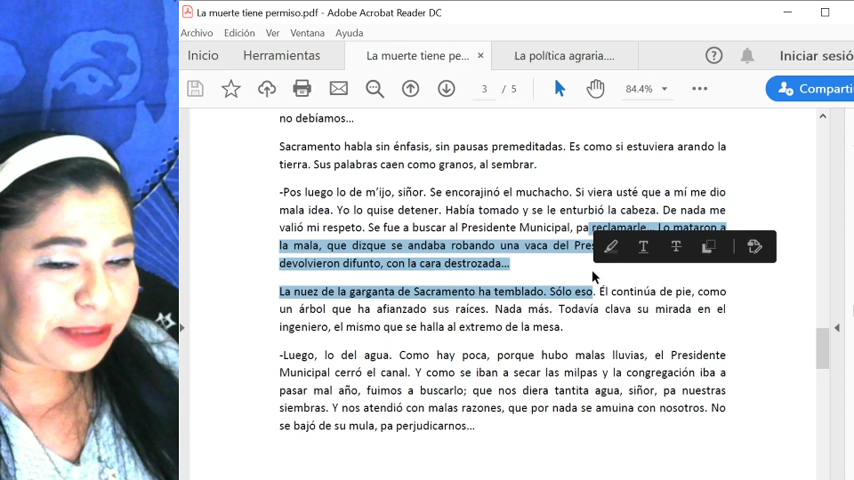 La muerte tiene permiso.pdf - Adobe Acrobat Reader DC
Archivo Edición Ver Ventana Ayuda
Inicio Herramientas La muerte tiene pe... × La política agraria.... Iniciar sesió
3 / 5 84.4% Comparti
no debíamos...
Sacramento habla sin énfasis, sin pausas premeditadas. Es como si estuviera arando la
tierra. Sus palabras caen como granos, al sembrar.
-Pos luego lo de m'ijo, siñor. Se encorajinó el muchacho. Si viera usté que a mí me dio
mala idea. Yo lo quise detener. Había tomado y se le enturbió la cabeza. De nada me
valió mi respeto. Se fue a buscar al Presidente Municipal, pa reclamarle... Lo mataron a
la mala, que dizque se andaba robando una vaca del Pres
devolvieron difunto, con la cara destrozada...
La nuez de la garganta de Sacramento ha temblado. Sólo eso. Él continúa de pie, como
un árbol que ha afianzado sus raíces. Nada más. Todavía clava su mirada en el
ingeniero, el mismo que se halla al extremo de la mesa.
-Luego, lo del agua. Como hay poca, porque hubo malas lluvias, el Presidente
Municipal cerró el canal. Y como se iban a secar las milpas y la congregación iba a
pasar mal año, fuimos a buscarlo; que nos diera tantita agua, siñor, pa nuestras
siembras. Y nos atendió con malas razones, que por nada se amuina con nosotros. No
se bajó de su mula, pa perjudicarnos...